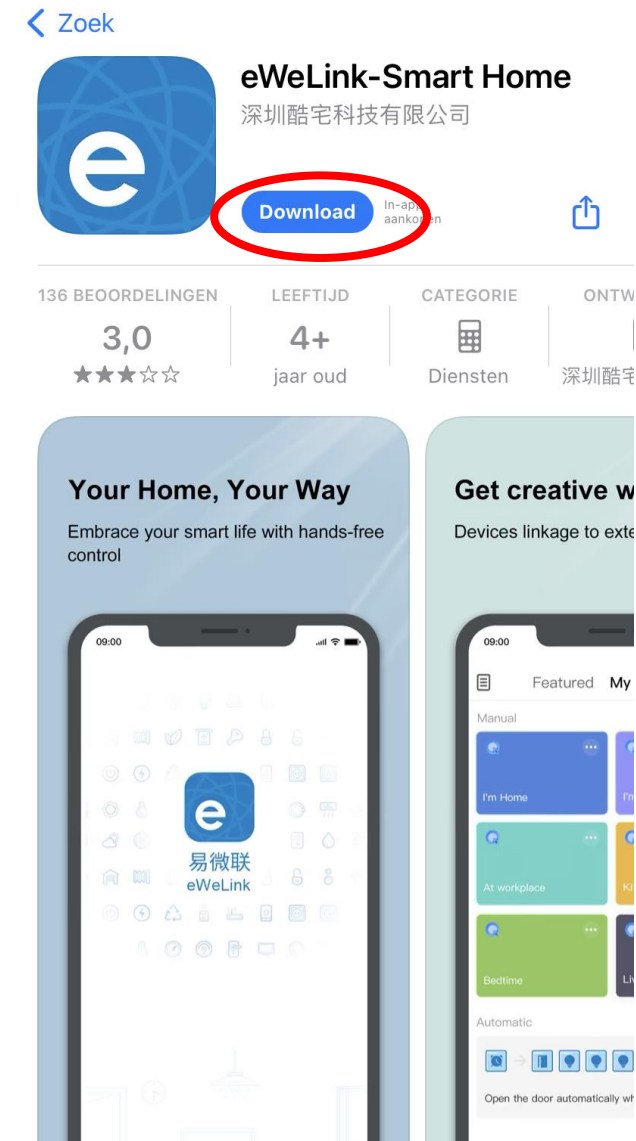 Zoek
eWeLink-Smart Home
深圳酷宅科技有限公司
Download
In-app
aankopen
136 BEOORDELINGEN
LEEFTIJD
CATEGORIE
ONTW
3,0
4+
jaar oud
Diensten
深圳酷宅
Your Home, Your Way
Embrace your smart life with hands-free
control
09:00
e
易微联
eWeLink
Get creative w
Devices linkage to exte
09:00
Featured My
Manual
I'm Home
I'm
At workplace
Bedtime
Automatic
Open the door automatically wh